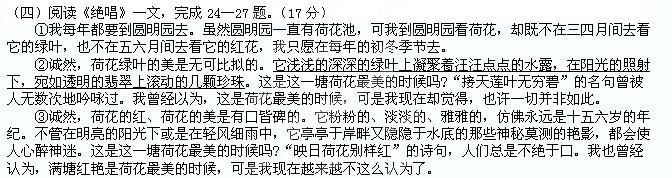 (四)阅读《绝唱》一文，完成 24—27 题。(17 分)
①我每年都要到圆明园去。虽然圆明园一直有荷花池，可我到圆明园看荷花，却既不在三四月间去看
它的绿叶，也不在五六月间去看它的红花，我只愿在每年的初冬季节去。
②诚然，荷花绿叶的美是无可比拟的。它泩泩的深深的绿叶上凝聚着汪汪点点的水露，在阳光的照射
下，宛如透明的翡翠上滚动的几颗珍珠。这是这一塘荷花最美的时候吗？“接天莲叶无穷碧”的名句曾被
人无数次地吟咏过。我曾经以为，这是荷花最美的时候，可是我现在却觉得，也许一切并非如此。
③诚然，荷花的红、荷花的美是有口皆碑的。它粉粉的、淡淡的、雅雅的，仿佛永远是十五六岁的年
纪。不管在明亮的阳光下或是在轻风细雨中，它亭亭于岸畔又隐隐于水底的那些神秘莫测的艳影，都会使
人心醉神迷。这是这一塘荷花最美的时候吗？“映日荷花别样红”的诗句，人们总是不绝于口。我也曾经
认为，满塘红艳是荷花最美的时候，可是我现在越来越不这么认为了。